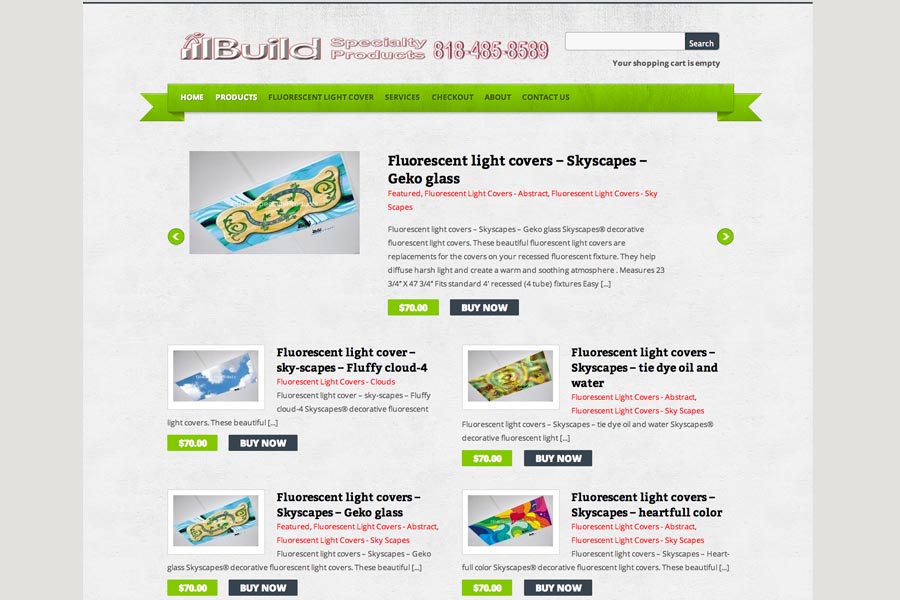 Build Specialty Products 818-485-8589
Search
Your shopping cart is empty
HOME PRODUCTS FLUORESCENT LIGHT COVER SERVICES CHECKOUT ABOUT CONTACT US
Fluorescent light covers – Skyscapes –
Geko glass
Featured, Fluorescent Light Covers - Abstract, Fluorescent Light Covers - Sky
Scapes
Fluorescent light covers – Skyscapes – Geko glass Skyscapes® decorative
fluorescent light covers. These beautiful fluorescent light covers are
replacements for the covers on your recessed fluorescent fixture. They help
diffuse harsh light and create a warm and soothing atmosphere . Measures 23
3/4" X 47 3/4" Fits standard 4' recessed (4 tube) fixtures Easy [...]
$70.00 BUY NOW
Fluorescent light cover –
sky-scapes – Fluffy cloud-4
Fluorescent Light Covers - Clouds
Fluorescent light cover – sky-scapes – Fluffy
cloud-4 Skyscapes® decorative fluorescent
light covers. These beautiful [...]
$70.00 BUY NOW
Fluorescent light covers –
Skyscapes – tie dye oil and
water
Fluorescent Light Covers - Abstract,
Fluorescent Light Covers - Sky Scapes
Fluorescent light covers – Skyscapes – tie dye oil and water Skyscapes®
decorative fluorescent light [...]
$70.00 BUY NOW
Fluorescent light covers –
Skyscapes – Geko glass
Featured, Fluorescent Light Covers - Abstract,
Fluorescent Light Covers - Sky Scapes
Fluorescent light covers – Skyscapes – Geko
glass Skyscapes® decorative fluorescent light covers. These beautiful [...]
$70.00 BUY NOW
Fluorescent light covers –
Skyscapes – heartfull color
Fluorescent Light Covers - Abstract,
Fluorescent Light Covers - Sky Scapes
Fluorescent light covers – Skyscapes – Heart-
full color Skyscapes® decorative fluorescent light covers. These beautiful [...]
$70.00 BUY NOW